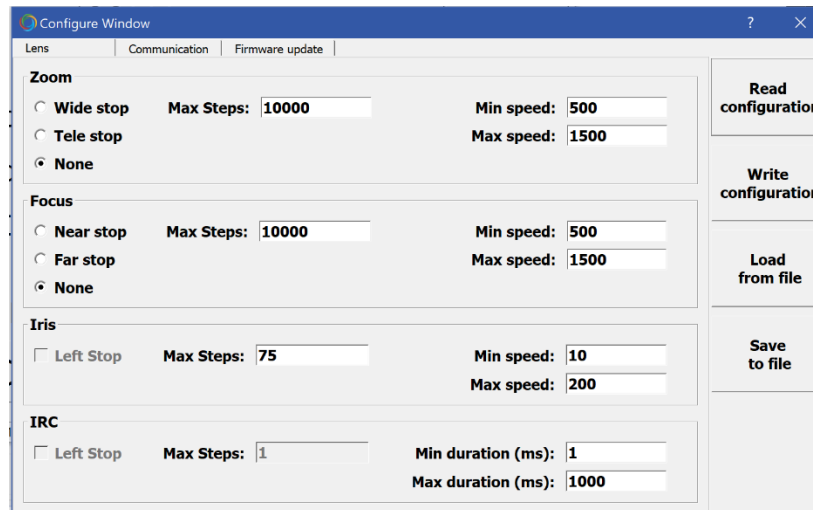 Configure Window
?
Lens
Communication
Firmware update
Zoom
Wide stop
Max Steps: 10000
Min speed: 500
Tele stop
Max speed: 1500
None
Focus
Near stop
Max Steps: 10000
Min speed: 500
Far stop
Max speed: 1500
None
Iris
Left Stop
Max Steps: 75
Min speed: 10
Max speed: 200
IRC
Left Stop
Max Steps: 1
Min duration (ms): 1
Max duration (ms): 1000
Read
configuration
Write
configuration
Load
from file
Save
to file